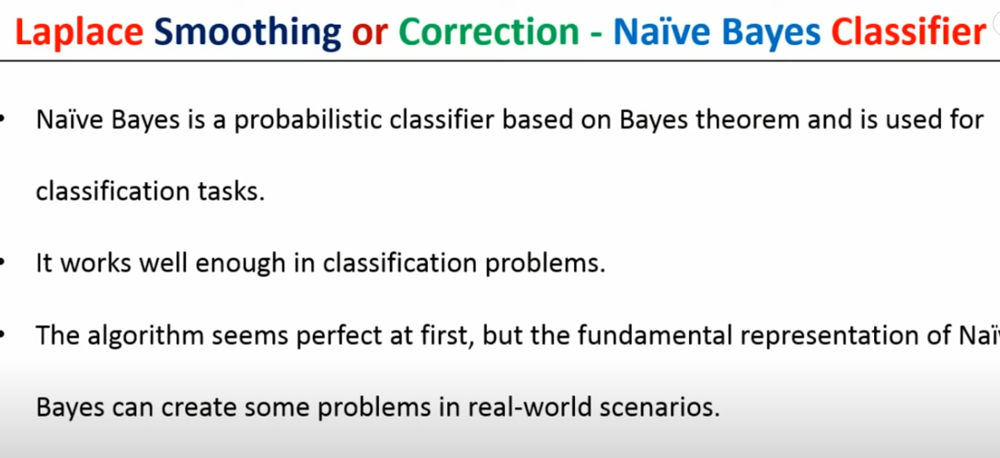 Laplace Smoothing or Correction - Naïve Bayes Classifier
• Naïve Bayes is a probabilistic classifier based on Bayes theorem and is used for
classification tasks.
• It works well enough in classification problems.
• The algorithm seems perfect at first, but the fundamental representation of
Bayes can create some problems in real-world scenarios.